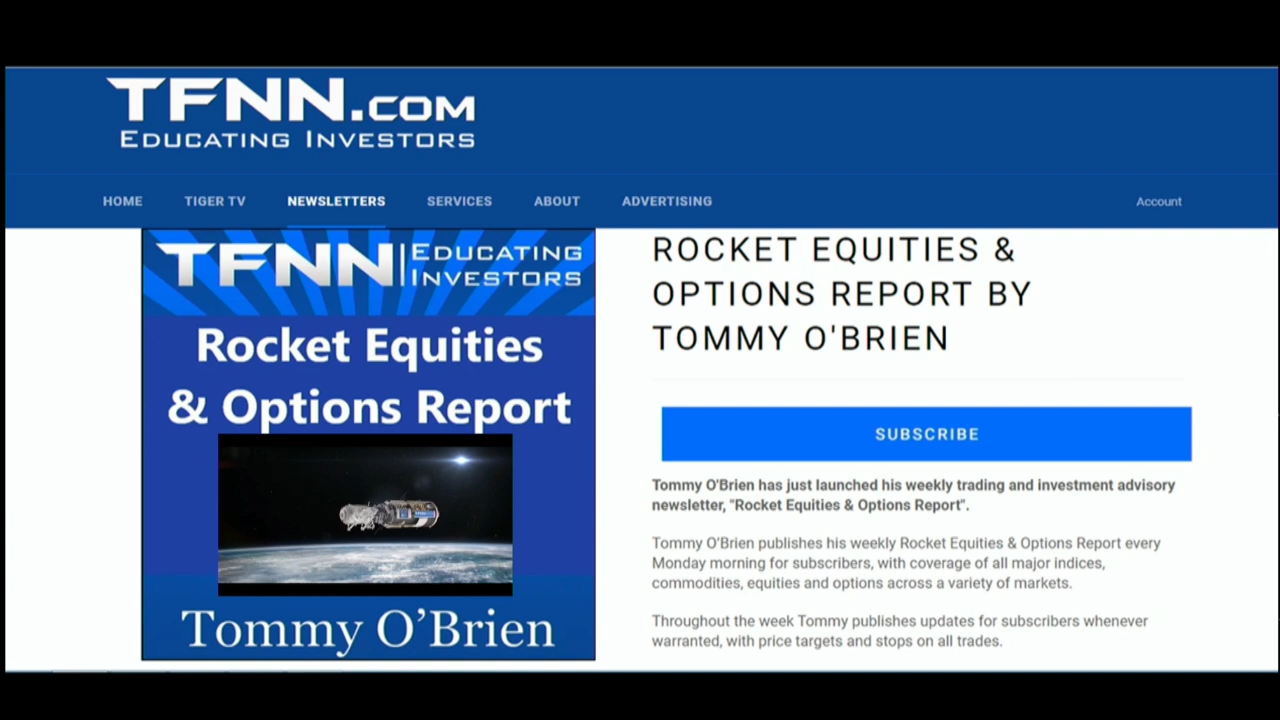 TFNN.COM
EDUCATING INVESTORS
HOME TIGER TV NEWSLETTERS SERVICES ABOUT ADVERTISING Account
TFNN|EDUCATING
INVESTORS
Rocket Equities
& Options Report
Tommy O’Brien
ROCKET EQUITIES &
OPTIONS REPORT BY
TOMMY O'BRIEN
SUBSCRIBE
Tommy O'Brien has just launched his weekly trading and investment advisory
newsletter, "Rocket Equities & Options Report".
Tommy O’Brien publishes his weekly Rocket Equities & Options Report every
Monday morning for subscribers, with coverage of all major indices,
commodities, equities and options across a variety of markets.
Throughout the week Tommy publishes updates for subscribers whenever
warranted, with price targets and stops on all trades.